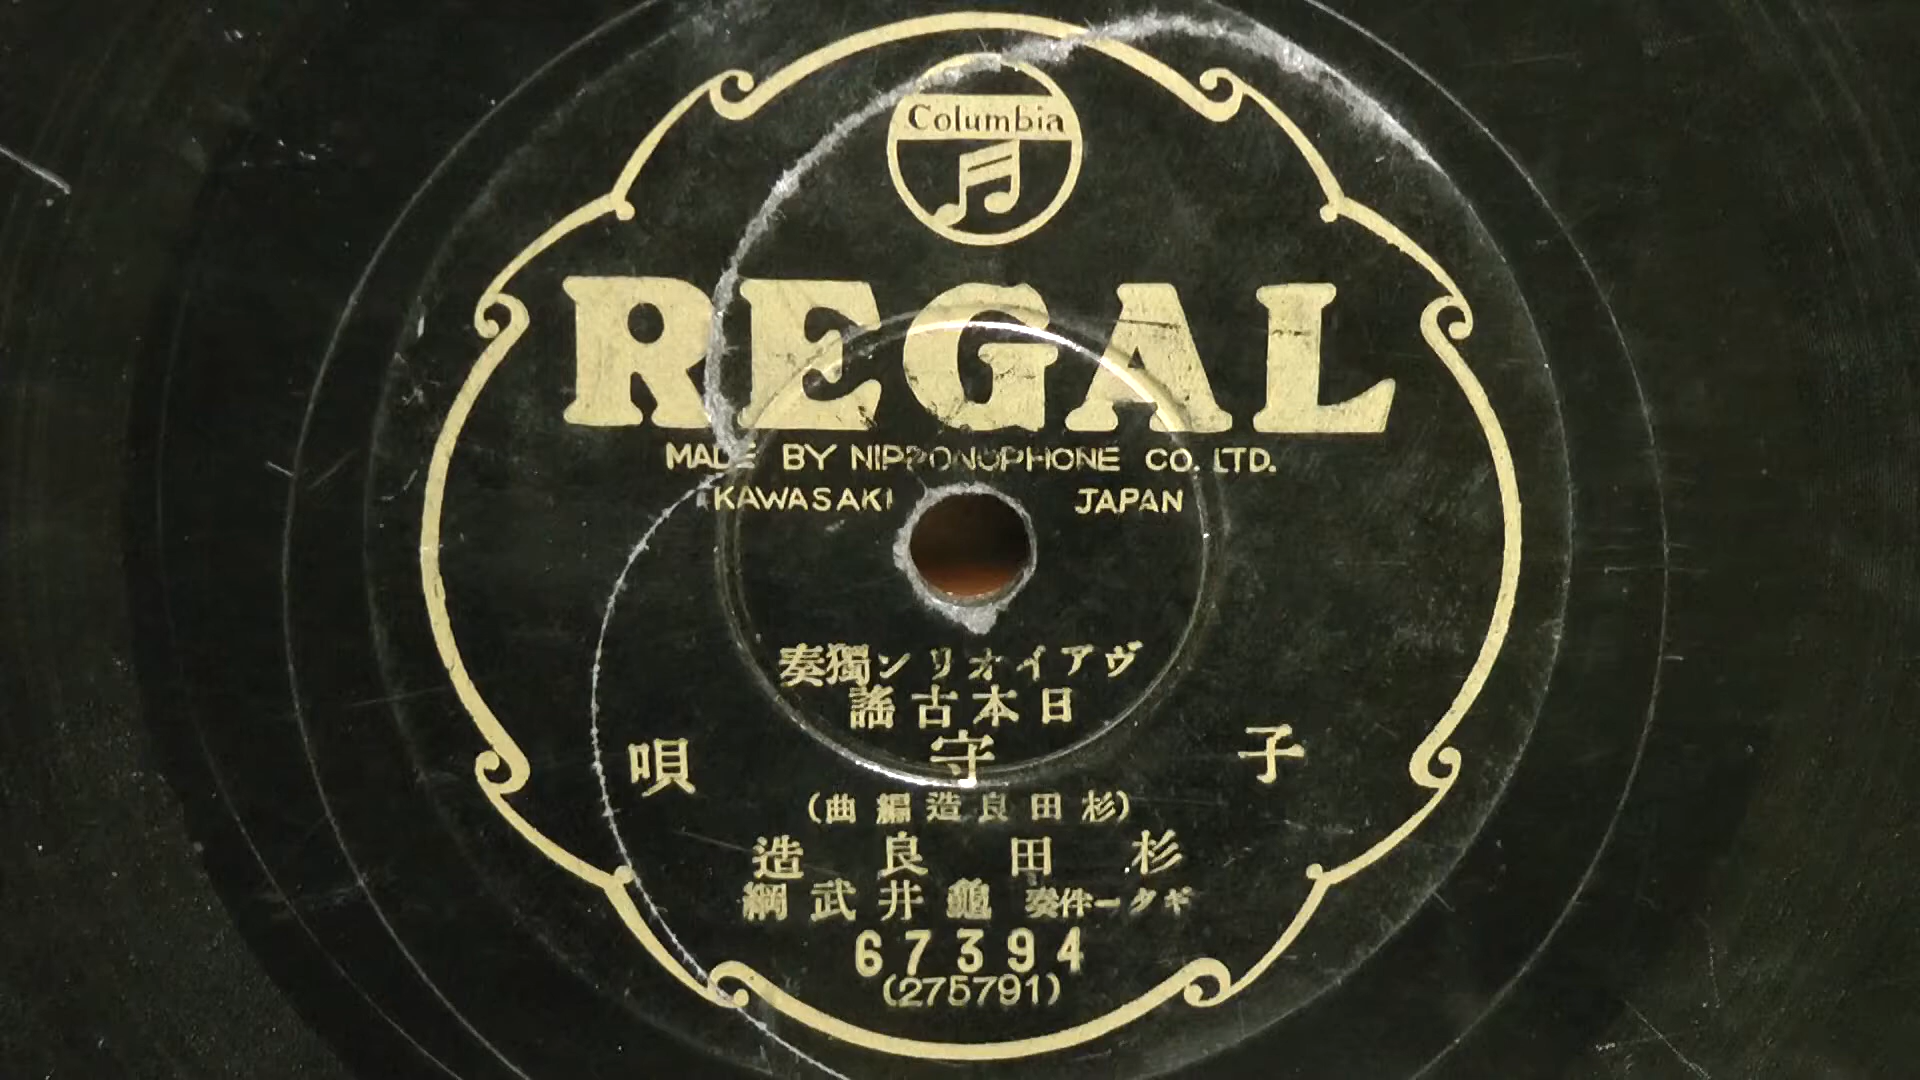 Columbia
REGAL
MADE BY NIPPONOPHONE CO. LTD.
KAWASAKI JAPAN
ヴアイオリン獨奏
日本古謠
子守唄
(杉田良造編曲)
杉田良造
ギター伴奏 龜井武綱
67394
(275791)